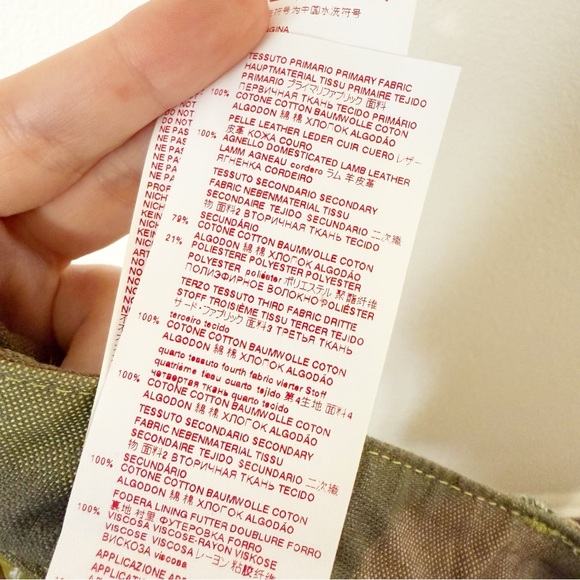 符号为中国水洗符号
PAGINA
TESSUTO PRIMARIO PRIMARY FABRIC
HAUPTMATERIAL TISSU PRIMAIRE TEJIDO
PRIMARIO プライマリファブリック 面料
ПЕРВИЧНАЯ ТКАНЬ TECIDO PRIMÁRIO
100% COTONE COTTON BAUMWOLLE COTON
ALGODON 綿 棉 ХЛОПОК ALGODÃO
PELLE LEATHER LEDER CUIR CUERO レザー
皮革 КОЖА COURO
100% AGNELLO DOMESTICATED LAMB LEATHER
LAMM AGNEAU cordero ラム 羊皮革
ЯГНЕНКА CORDEIRO
TESSUTO SECONDARIO SECONDARY
FABRIC NEBENMATERIAL TISSU
SECONDAIRE TEJIDO SECUNDARIO 二次織
物 面料2 ВТОРИЧНАЯ ТКАНЬ TECIDO
SECUNDÁRIO
79% COTONE COTTON BAUMWOLLE COTON
ALGODON 綿 棉 ХЛОПОК ALGODÃO
21% POLIESTERE POLYESTER POLYESTER
POLYESTER poliéster ポリエステル 聚酯纤维
ПОЛИЭФИРНОЕ ВОЛОКНО POLIÉSTER
TERZO TESSUTO THIRD FABRIC DRITTE
STOFF TROISIÈME TISSU TERCER TEJIDO
サード・ファブリック 面料3 ТРЕТЬЯ ТКАНЬ
terceiro tecido
100% COTONE COTTON BAUMWOLLE COTON
ALGODON 綿 棉 ХЛОПОК ALGODÃO
quarto tessuto fourth fabric vierter Stoff
quatrième tissu cuarto tejido 第4生地 面料4
четвертая ткань quarto tecido
100% COTONE COTTON BAUMWOLLE COTON
ALGODON 綿 棉 ХЛОПОК ALGODÃO
TESSUTO SECONDARIO SECONDARY
FABRIC NEBENMATERIAL TISSU
SECONDAIRE TEJIDO SECUNDARIO 二次織
物 面料2 ВТОРИЧНАЯ ТКАНЬ TECIDO
SECUNDÁRIO
100% COTONE COTTON BAUMWOLLE COTON
ALGODON 綿 棉 ХЛОПОК ALGODÃO
FODERA LINING FUTTER DOUBLURE FORRO
裏地 衬里 ФУТЕРОВКА FORRO
100% VISCOSA VISCOSE-RAYON VISKOSE
VISCOSE VISCOSA レーヨン 粘胶纤维
ВИСКОЗА viscosa